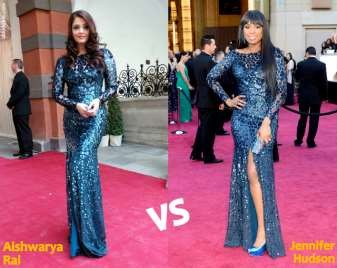 VS
Aishwarya
Rai
Jennifer
Hudson